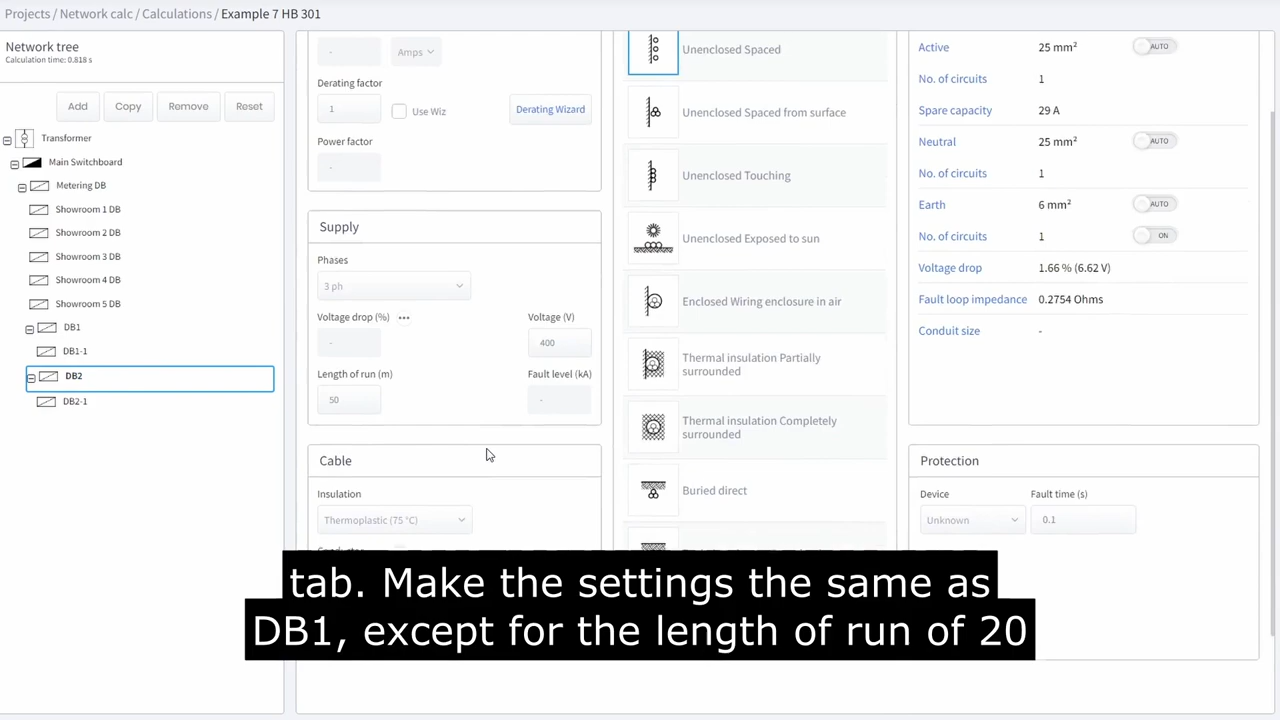 Projects / Network calc / Calculations / Example 7 HB 301
Network tree
Calculation time: 0.818 s
Add
Copy
Remove
Reset
Transformer
Main Switchboard
Metering DB
Showroom 1 DB
Showroom 2 DB
Showroom 3 DB
Showroom 4 DB
Showroom 5 DB
DB1
DB1-1
DB2
DB2-1
-
Amps
Derating factor
1
Use Wiz
Derating Wizard
Power factor
-
Supply
Phases
3 ph
Voltage drop (%)
Voltage (V)
-
400
Length of run (m)
Fault level (kA)
50
-
Cable
Insulation
Thermoplastic (75 °C)
Unenclosed Spaced
Unenclosed Spaced from surface
Unenclosed Touching
Unenclosed Exposed to sun
Enclosed Wiring enclosure in air
Thermal insulation Partially
surrounded
Thermal insulation Completely
surrounded
Buried direct
Active 25 mm² AUTO
No. of circuits 1
Spare capacity 29 A
Neutral 25 mm² AUTO
No. of circuits 1
Earth 6 mm² AUTO
No. of circuits 1 ON
Voltage drop 1.66 % (6.62 V)
Fault loop impedance 0.2754 Ohms
Conduit size -
Protection
Device
Fault time (s)
Unknown
0.1
tab. Make the settings the same as
DB1, except for the length of run of 20